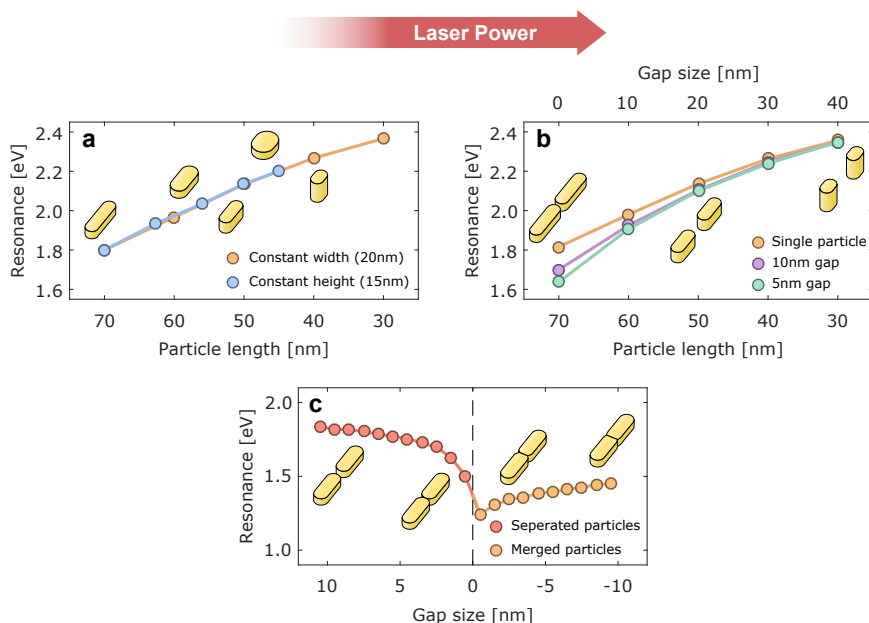 Laser Power
Gap size [nm]
0 10 20 30 40
a
2.4
2.2
2.0
1.8
1.6
Resonance [eV]
Constant width (20nm)
Constant height (15nm)
70 60 50 40 30
Particle length [nm]
b
2.4
2.2
2.0
1.8
1.6
Resonance [eV]
Single particle
10nm gap
5nm gap
70 60 50 40 30
Particle length [nm]
c
2.0
1.5
1.0
Resonance [eV]
Seperated particles
Merged particles
10 5 0 -5 -10
Gap size [nm]